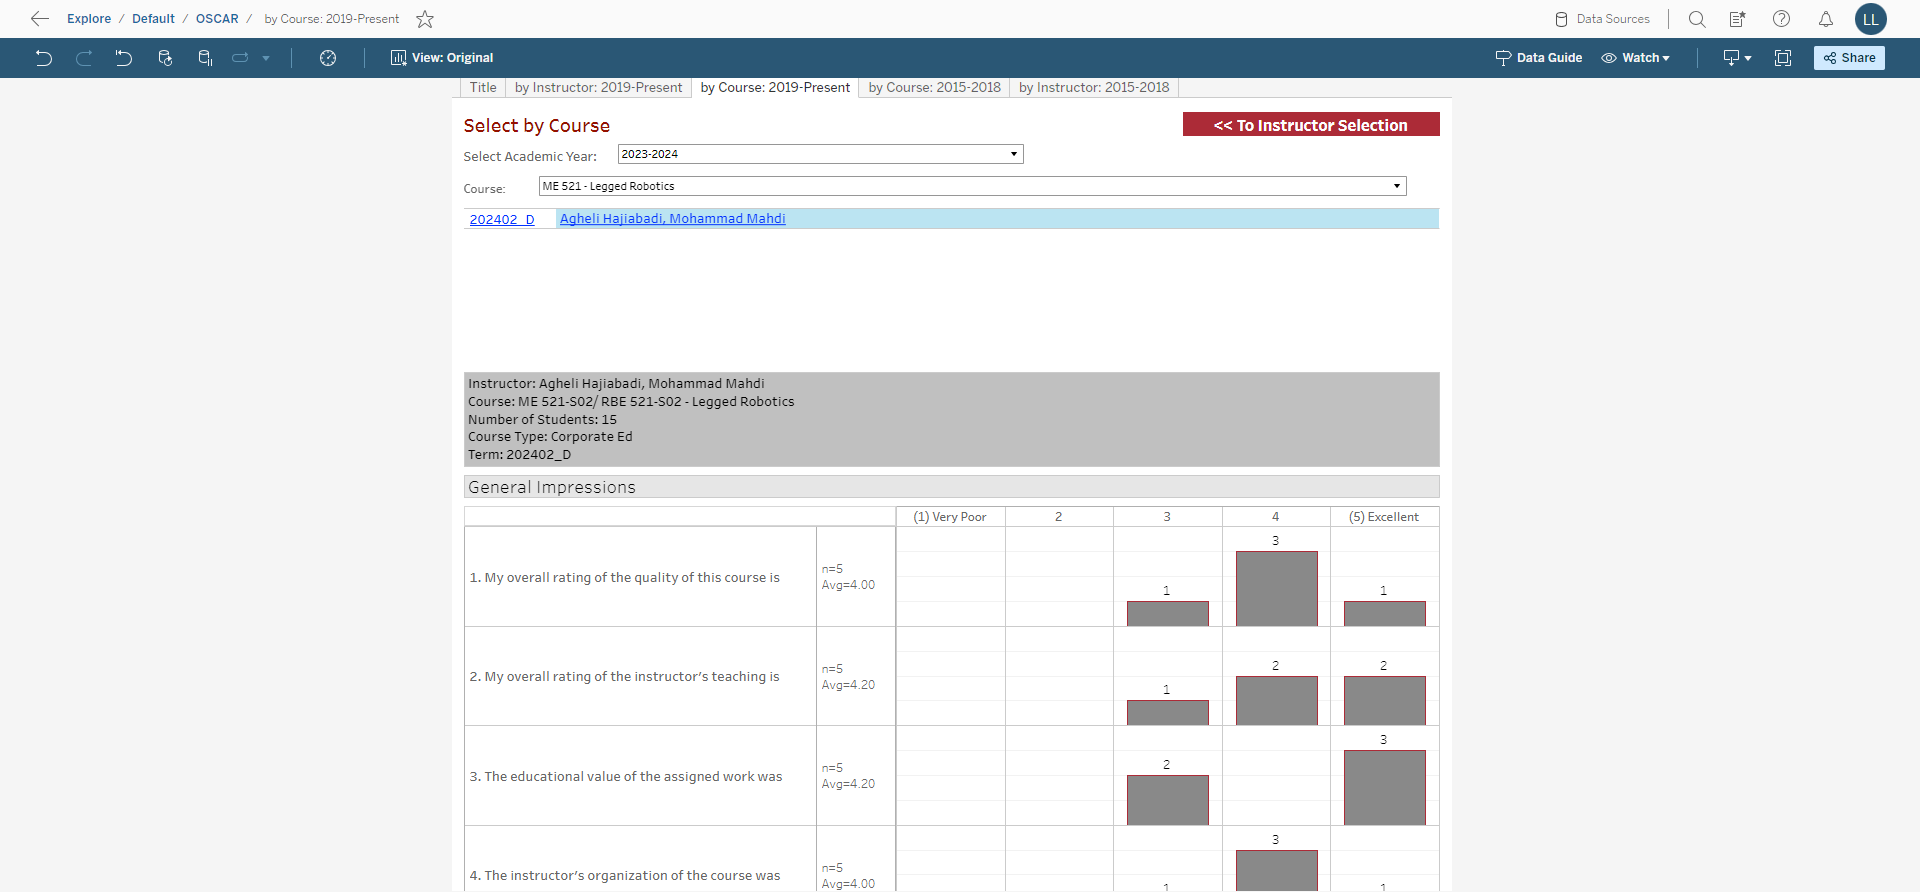 Explore / Default / OSCAR / by Course: 2019-Present
Data Sources
LL
View: Original
Data Guide
Watch
Share
Title
by Instructor: 2019-Present
by Course: 2019-Present
by Course: 2015-2018
by Instructor: 2015-2018
Select by Course
<< To Instructor Selection
Select Academic Year: 2023-2024
Course: ME 521 - Legged Robotics
202402_D Agheli Hajiabadi, Mohammad Mahdi
Instructor: Agheli Hajiabadi, Mohammad Mahdi
Course: ME 521-S02/ RBE 521-S02 - Legged Robotics
Number of Students: 15
Course Type: Corporate Ed
Term: 202402_D
General Impressions
(1) Very Poor 2 3 4 (5) Excellent
1. My overall rating of the quality of this course is
n=5
Avg=4.00
1 3 1
2. My overall rating of the instructor's teaching is
n=5
Avg=4.20
1 2 2
3. The educational value of the assigned work was
n=5
Avg=4.20
2 3
4. The instructor's organization of the course was
n=5
Avg=4.00
1 3 1